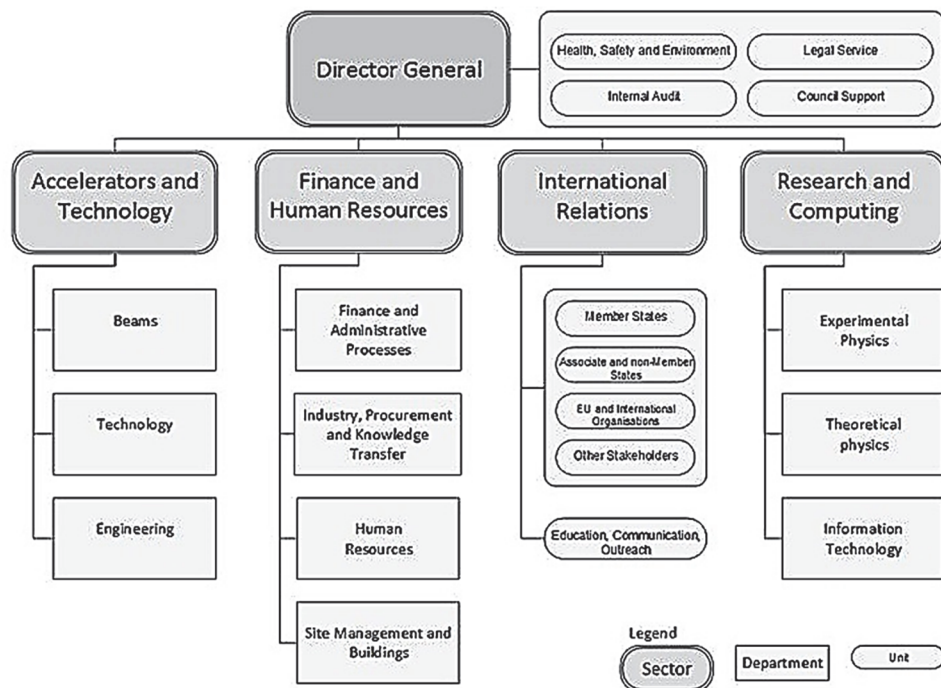 Director General
Health, Safety and Environment
Legal Service
Internal Audit
Council Support
Accelerators and
Technology
Finance and
Human Resources
International
Relations
Research and
Computing
Beams
Technology
Engineering
Finance and
Administrative
Processes
Industry, Procurement
and Knowledge
Transfer
Human
Resources
Site Management and
Buildings
Member States
Associate and non-Member
States
EU and International
Organisations
Other Stakeholders
Education, Communication,
Outreach
Experimental
Physics
Theoretical
physics
Information
Technology
Legend
Sector
Department
Unit